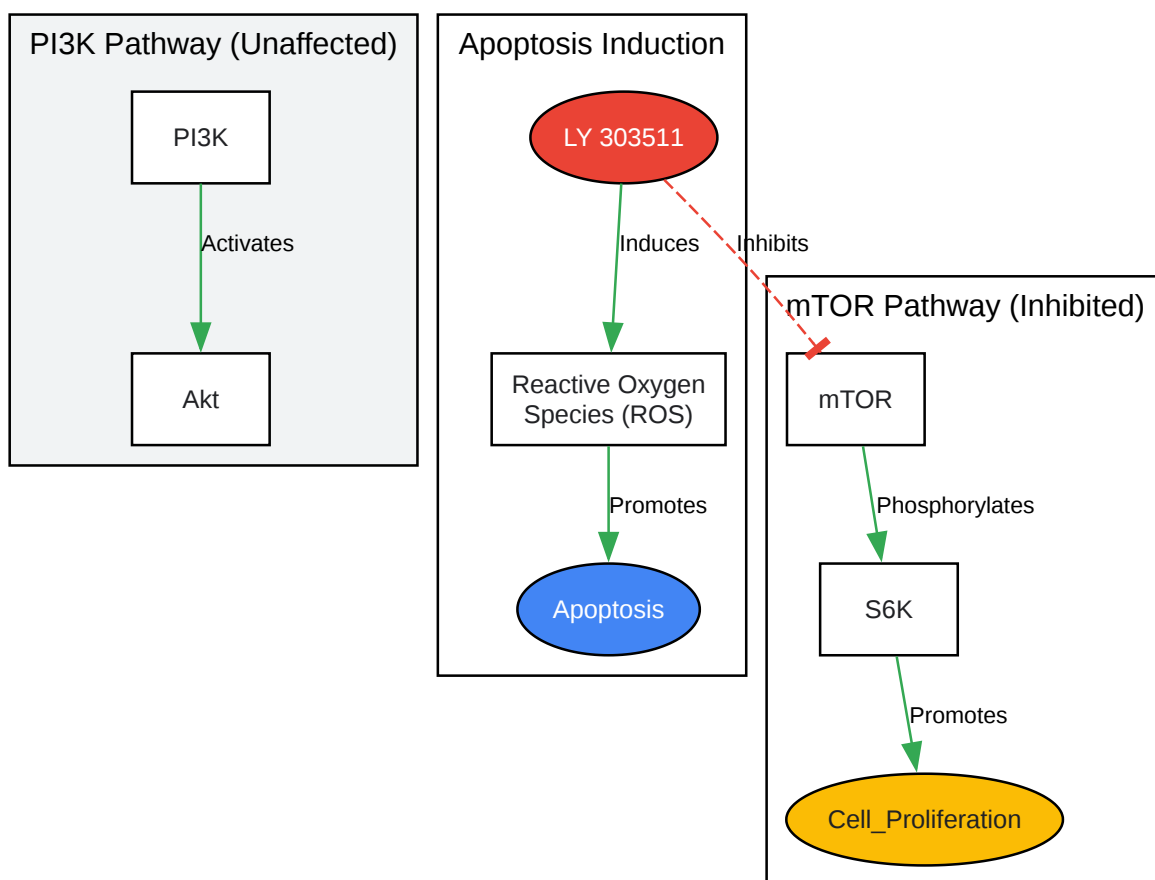 PI3K Pathway (Unaffected)
PI3K
Activates
Akt
Apoptosis Induction
LY 303511
Induces
Inhibits
Reactive Oxygen
Species (ROS)
Promotes
Apoptosis
mTOR Pathway (Inhibited)
mTOR
Phosphorylates
S6K
Promotes
Cell_Proliferation